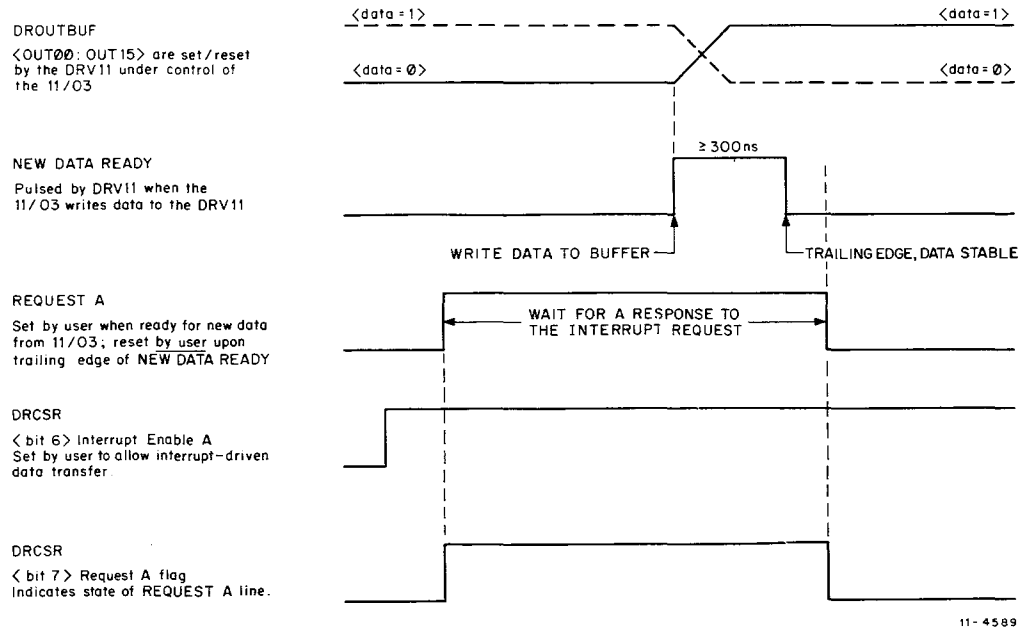 DROUTBUF
<OUT00: OUT15> are set/reset
by the DRV11 under control of
the 11/03
<data=1>
<data=1>
<data=0>
<data=0>
NEW DATA READY
Pulsed by DRV11 when the
11/03 writes data to the DRV11
≥300ns
WRITE DATA TO BUFFER
TRAILING EDGE, DATA STABLE
REQUEST A
Set by user when ready for new data
from 11/03; reset by user upon
trailing edge of NEW DATA READY
WAIT FOR A RESPONSE TO
THE INTERRUPT REQUEST
DRCSR
<bit 6> Interrupt Enable A
Set by user to allow interrupt-driven
data transfer.
DRCSR
<bit 7> Request A flag
Indicates state of REQUEST A line.
11-4589